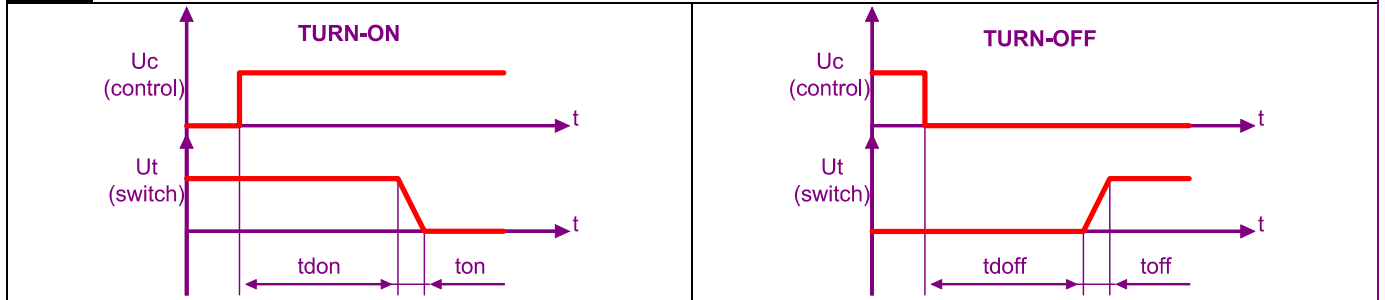 TURN-ON
Uc
(control)
t
Ut
(switch)
t
tdon
ton
TURN-OFF
Uc
(control)
t
Ut
(switch)
t
tdoff
toff